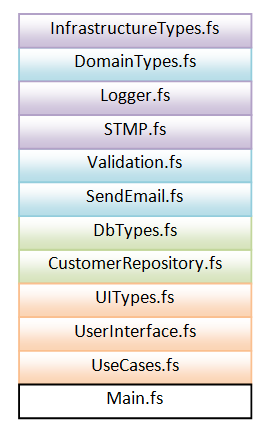 InfrastructureTypes.fs
DomainTypes.fs
Logger.fs
STMP.fs
Validation.fs
SendEmail.fs
DbTypes.fs
CustomerRepository.fs
UITypes.fs
UserInterface.fs
UseCases.fs
Main.fs